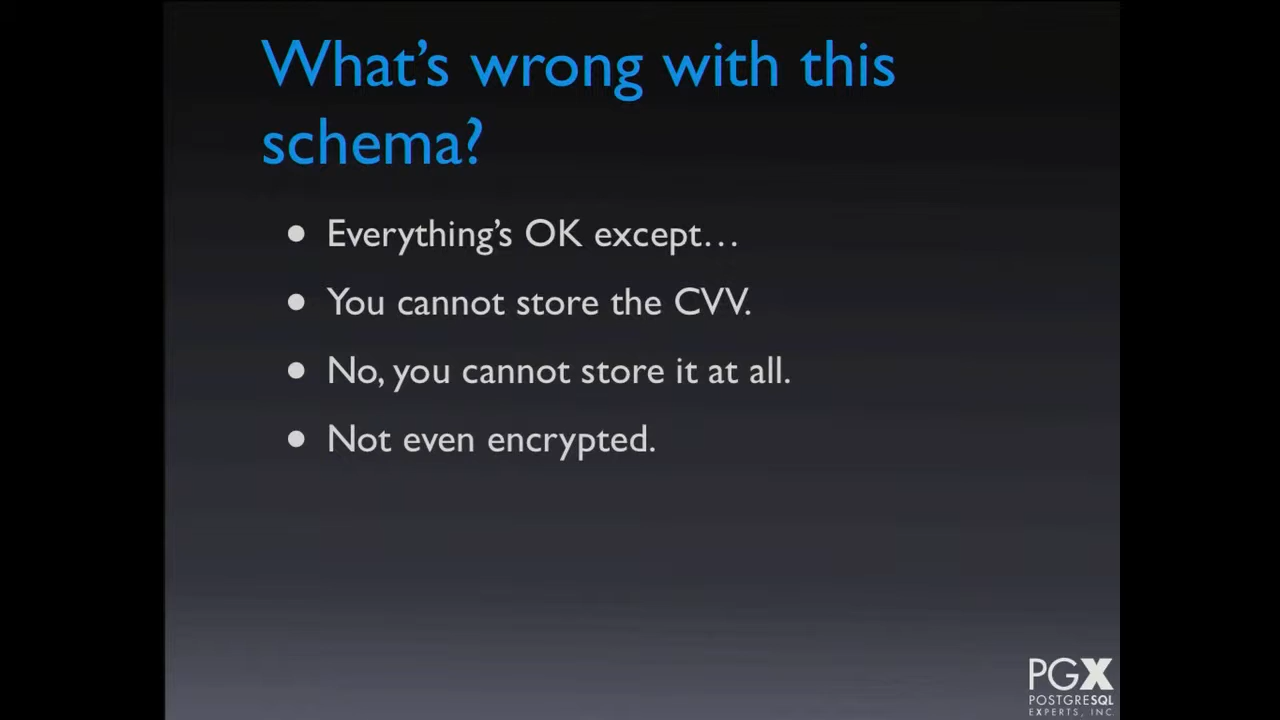 What’s wrong with this
schema?
• Everything’s OK except…
• You cannot store the CVV.
• No, you cannot store it at all.
• Not even encrypted.
PGX
POSTGRESQL
EXPERTS, INC.